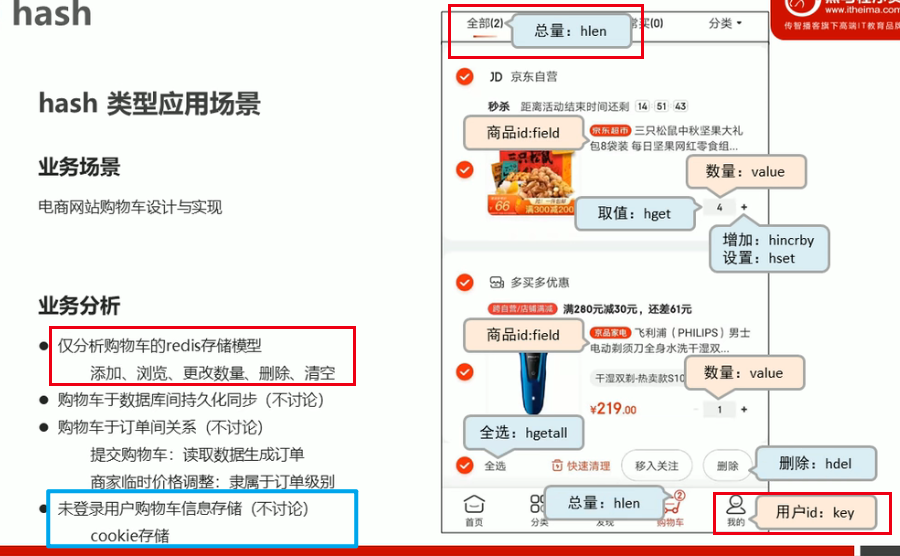 hash
hash 类型应用场景
业务场景
电商网站购物车设计与实现
业务分析
仅分析购物车的redis存储模型
添加、浏览、更改数量、删除、清空
购物车于数据库间持久化同步（不讨论）
购物车于订单间关系（不讨论）
提交购物车：读取数据生成订单
商家临时价格调整：隶属于订单级别
未登录用户购物车信息存储（不讨论）
cookie存储
www.itheima.com
传智播客旗下高端IT教育品牌
全部(2)
总量：hlen
买(0)
分类
JD 京东自营
秒杀 距离活动结束时间还剩 14 51 43
商品id:field
京东超市 三只松鼠中秋坚果大礼
包8袋装 每日坚果网红零食组...
数量：value
66
满300减200
取值：hget
4 +
增加：hincrby
设置：hset
多买多优惠
跨自营/店铺满减 满280元减30元，还差61元
商品id:field
京品家电 飞利浦（PHILIPS）男士
电动剃须刀全身水洗干湿双...
干湿双剃-热卖款S10
数量：value
¥219.00
1 +
全选：hgetall
全选
快速清理
移入关注
删除
删除：hdel
首页
分类
总量：hlen
发现
2
购物车
我的
用户id：key